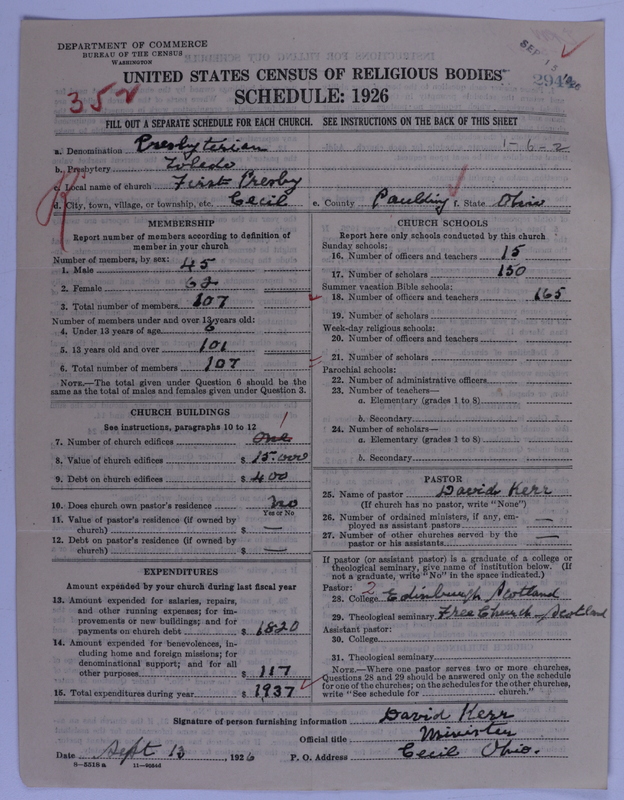 DEPARTMENT OF COMMERCE
BUREAU OF THE CENSUS
WASHINGTON
SEP 15 1926
294
UNITED STATES CENSUS OF RELIGIOUS BODIES
352
SCHEDULE: 1926
FILL OUT A SEPARATE SCHEDULE FOR EACH CHURCH. SEE INSTRUCTIONS ON THE BACK OF THIS SHEET
a. Denomination Presbyterian 1-6-2
b. Presbytery Toledo
c. Local name of church First Presby
d. City, town, village, or township, etc. Cecil e. County Paulding f. State Ohio
MEMBERSHIP
Report number of members according to definition of
member in your church
Number of members, by sex:
1. Male 45
2. Female 62
3. Total number of members 107
Number of members under and over 13 years old:
4. Under 13 years of age 6
5. 13 years old and over 101
6. Total number of members 107
NOTE.—The total given under Question 6 should be the
same as the total of males and females given under Question 3.
CHURCH BUILDINGS
See instructions, paragraphs 10 to 12
7. Number of church edifices one 1
8. Value of church edifices $ 15.000
9. Debt on church edifices $ 400
10. Does church own pastor's residence No
Yes or No
11. Value of pastor's residence (if owned by
church) $ —
12. Debt on pastor's residence (if owned by
church) $ —
EXPENDITURES
Amount expended by your church during last fiscal year
13. Amount expended for salaries, repairs,
and other running expenses; for im-
provements or new buildings; and for
payments on church debt $ 1820
14. Amount expended for benevolences, in-
cluding home and foreign missions; for
denominational support; and for all
other purposes $ 117
15. Total expenditures during year $ 1937
CHURCH SCHOOLS
Report here only schools conducted by this church.
Sunday schools:
16. Number of officers and teachers 15
17. Number of scholars 150
Summer vacation Bible schools:
18. Number of officers and teachers 165
19. Number of scholars
Week-day religious schools:
20. Number of officers and teachers
21. Number of scholars
Parochial schools:
22. Number of administrative officers
23. Number of teachers—
a. Elementary (grades 1 to 8)
b. Secondary
24. Number of scholars—
a. Elementary (grades 1 to 8)
b. Secondary
PASTOR
25. Name of pastor David Kerr
(If church has no pastor, write "None")
26. Number of ordained ministers, if any, em-
ployed as assistant pastors —
27. Number of other churches served by the
pastor or his assistants —
If pastor (or assistant pastor) is a graduate of a college or
theological seminary, give name of institution below. (If
not a graduate, write "No" in the space indicated.)
Pastor: 2
28. College Edinburgh Scotland
29. Theological seminary Free Church of Scotland
Assistant pastor:
30. College
31. Theological seminary
NOTE.—Where one pastor serves two or more churches,
Questions 28 and 29 should be answered only on the schedule
for one of the churches; on the schedules for the other churches,
write "See schedule for church."
Signature of person furnishing information David Kerr
Official title Minister
Date Sept 13, 1926 P. O. Address Cecil Ohio.
8—5518 a